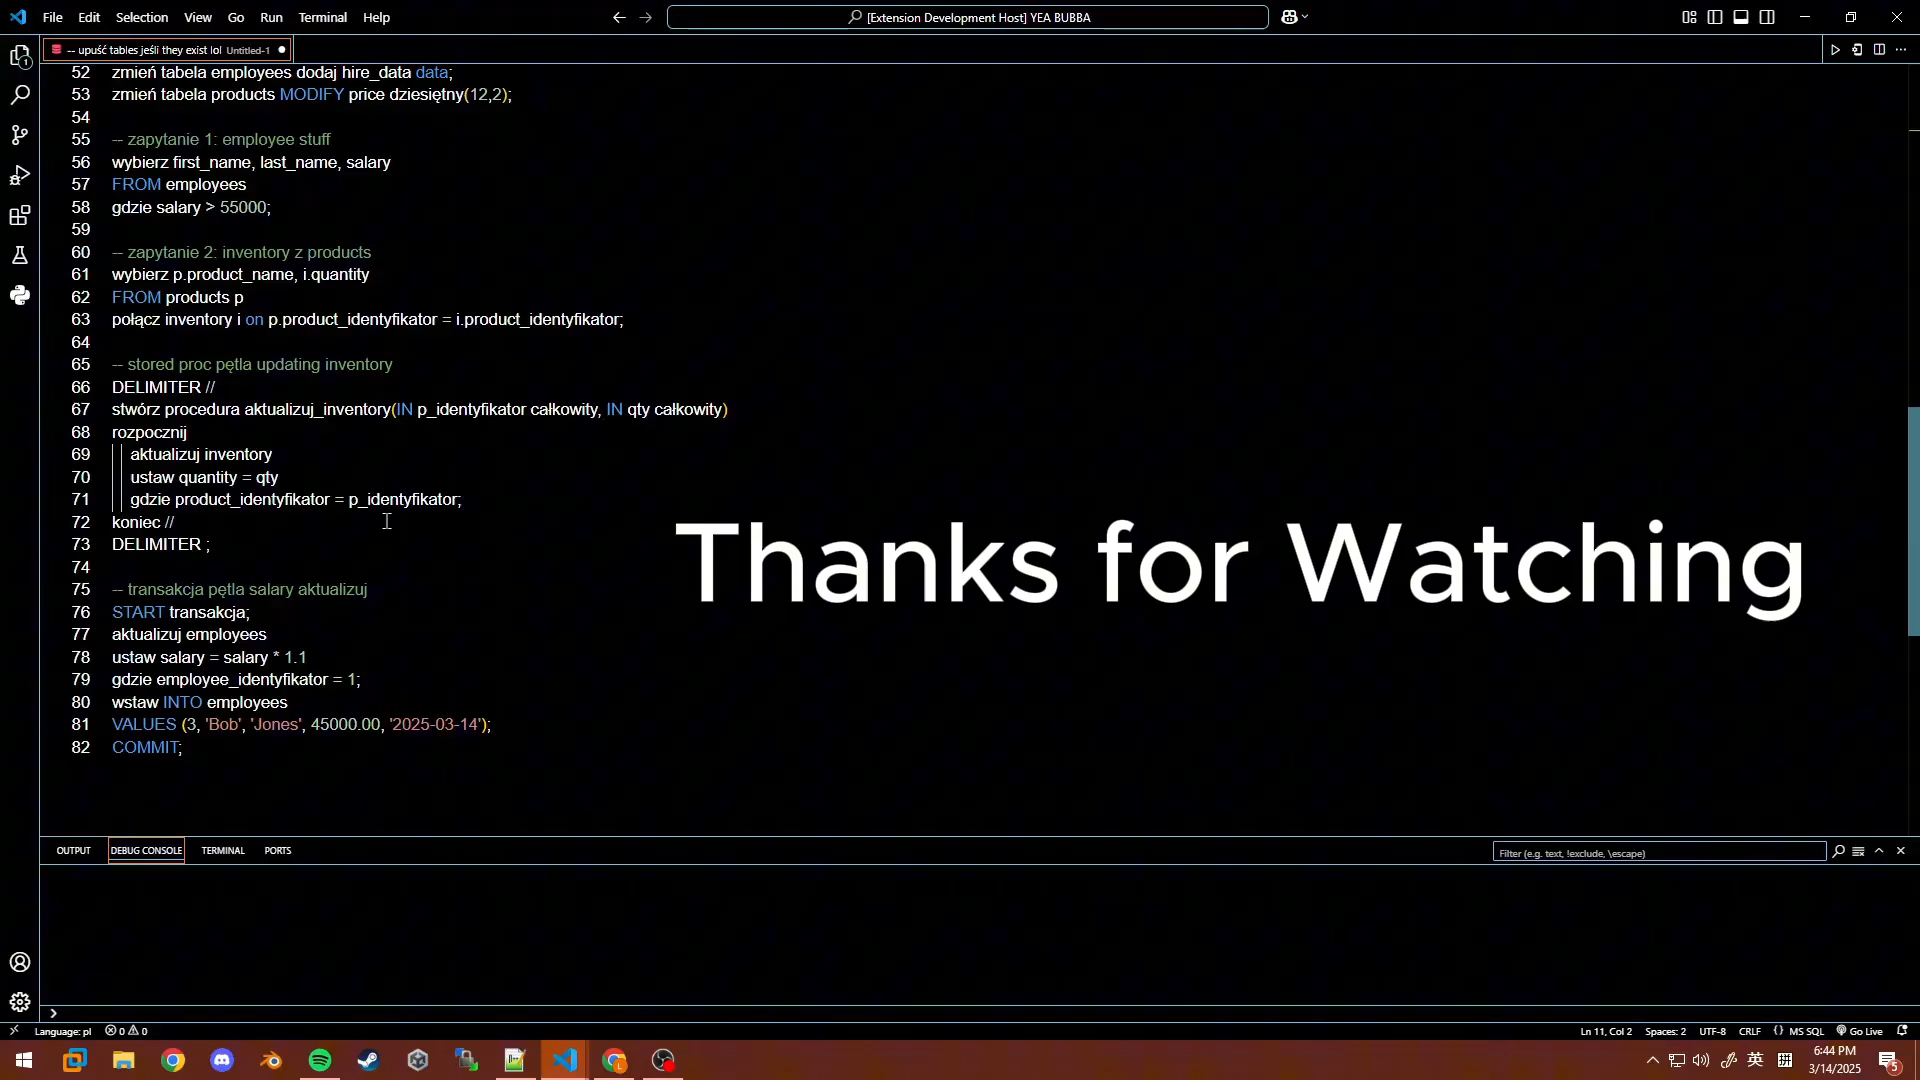 File Edit Selection View Go Run Terminal Help
[Extension Development Host] YEA BUBBA
-- upuść tables jeśli they exist lol Untitled-1
52 zmień tabela employees dodaj hire_data data;
53 zmień tabela products MODIFY price dziesiętny(12,2);
54
55 -- zapytanie 1: employee stuff
56 wybierz first_name, last_name, salary
57 FROM employees
58 gdzie salary > 55000;
59
60 -- zapytanie 2: inventory z products
61 wybierz p.product_name, i.quantity
62 FROM products p
63 połącz inventory i on p.product_identyfikator = i.product_identyfikator;
64
65 -- stored proc pętla updating inventory
66 DELIMITER //
67 stwórz procedura aktualizuj_inventory(IN p_identyfikator całkowity, IN qty całkowity)
68 rozpocznij
69 aktualizuj inventory
70 ustaw quantity = qty
71 gdzie product_identyfikator = p_identyfikator;
72 koniec //
73 DELIMITER ;
74
75 -- transakcja pętla salary aktualizuj
76 START transakcja;
77 aktualizuj employees
78 ustaw salary = salary * 1.1
79 gdzie employee_identyfikator = 1;
80 wstaw INTO employees
81 VALUES (3, 'Bob', 'Jones', 45000.00, '2025-03-14');
82 COMMIT;
Thanks for Watching
OUTPUT DEBUG CONSOLE TERMINAL PORTS
Filter (e.g. text, !exclude, \escape)
Language: pl 0 0
Ln 11, Col 2 Spaces: 2 UTF-8 CRLF {} MS SQL Go Live
英 拼
6:44 PM
3/14/2025
5